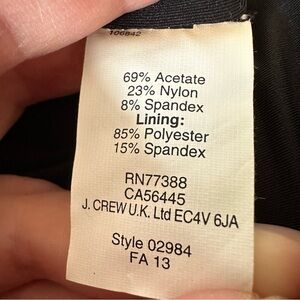 106842
69% Acetate
23% Nylon
8% Spandex
Lining:
85% Polyester
15% Spandex
RN77388
CA56445
J. CREW U.K. Ltd EC4V 6JA
Style 02984
FA 13